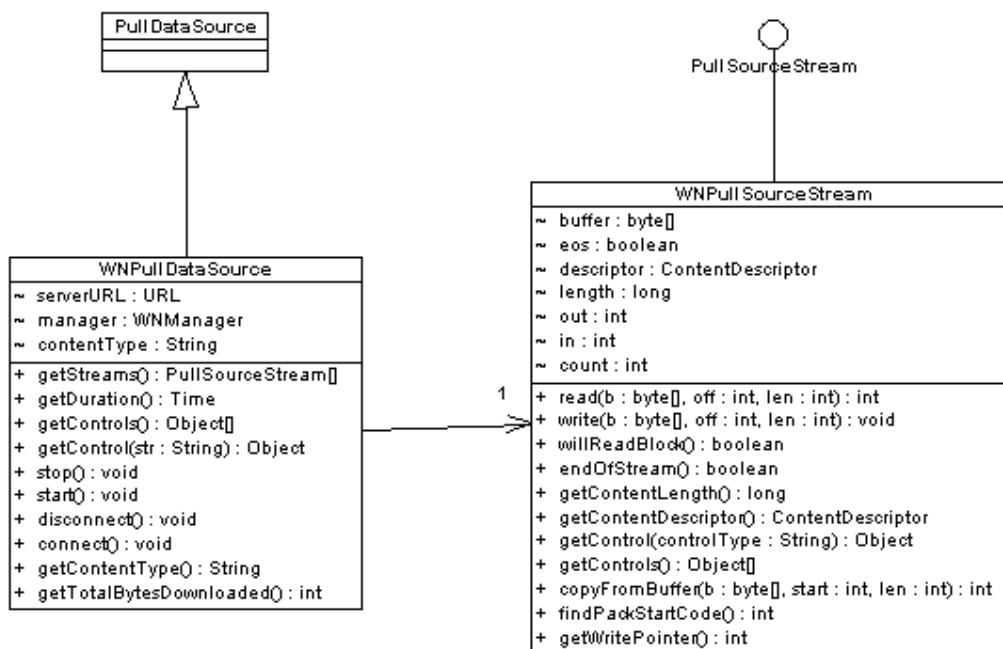 PullDataSource
PullSourceStream
WNPullDataSource
~ serverURL : URL
~ manager : WNManager
~ contentType : String
+ getStreams() : PullSourceStream[]
+ getDuration() : Time
+ getControls() : Object[]
+ getControl(str : String) : Object
+ stop() : void
+ start() : void
+ disconnect() : void
+ connect() : void
+ getContentType() : String
+ getTotalBytesDownloaded() : int
1
WNPullSourceStream
~ buffer : byte[]
~ eos : boolean
~ descriptor : ContentDescriptor
~ length : long
~ out : int
~ in : int
~ count : int
+ read(b : byte[], off : int, len : int) : int
+ write(b : byte[], off : int, len : int) : void
+ willReadBlock() : boolean
+ endOfStream() : boolean
+ getContentLength() : long
+ getContentDescriptor() : ContentDescriptor
+ getControl(controlType : String) : Object
+ getControls() : Object[]
+ copyFromBuffer(b : byte[], start : int, len : int) : int
+ findPackStartCode() : int
+ getWritePointer() : int